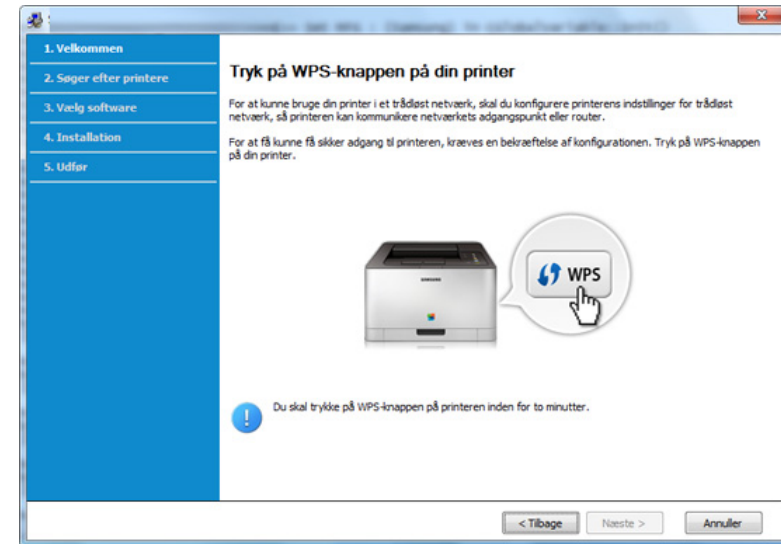 1. Velkommen
2. Søger efter printere
3. Vælg software
4. Installation
5. Udfør
Tryk på WPS-knappen på din printer
For at kunne bruge din printer i et trådløst netværk, skal du konfigurere printerens indstillinger for trådløst
netværk, så printeren kan kommunikere netværkets adgangspunkt eller router.
For at få kunne få sikker adgang til printeren, kræves en bekræftelse af konfigurationen. Tryk på WPS-knappen
på din printer.
SAMSUNG
WPS
Du skal trykke på WPS-knappen på printeren inden for to minutter.
< Tilbage
Næste >
Annuller